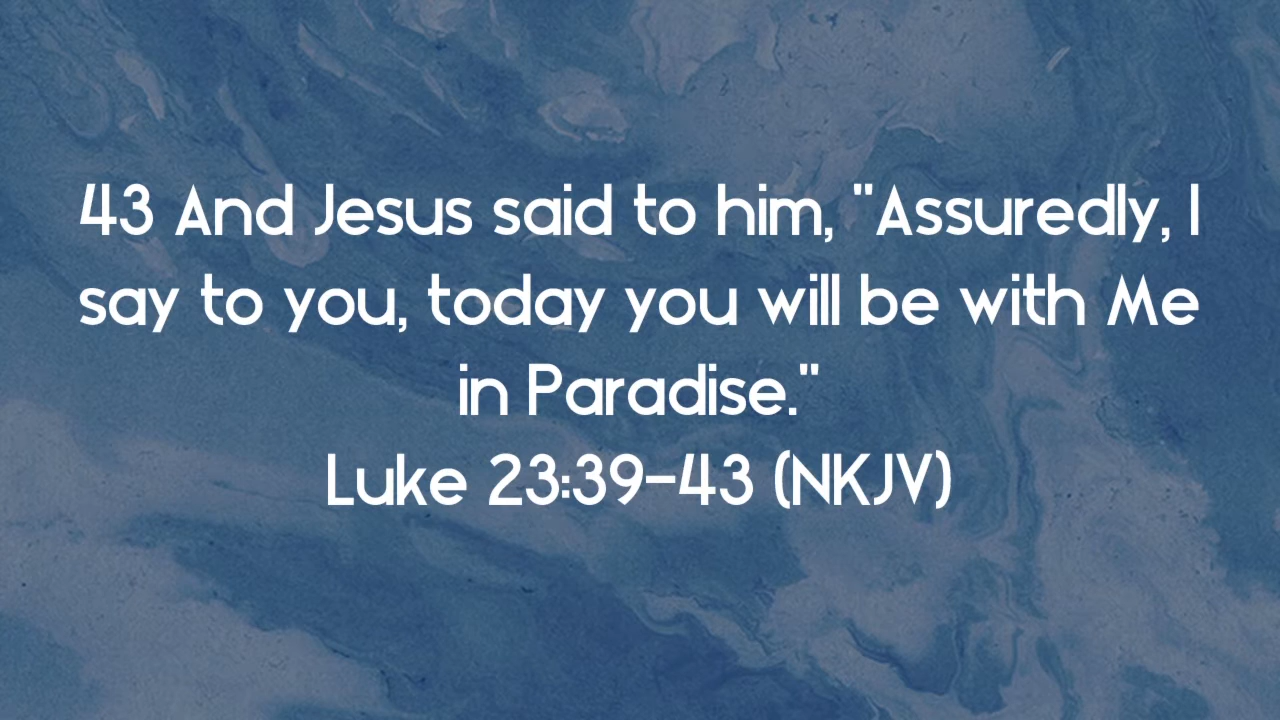 43 And Jesus said to him, "Assuredly, I
say to you, today you will be with Me
in Paradise."
Luke 23:39–43 (NKJV)